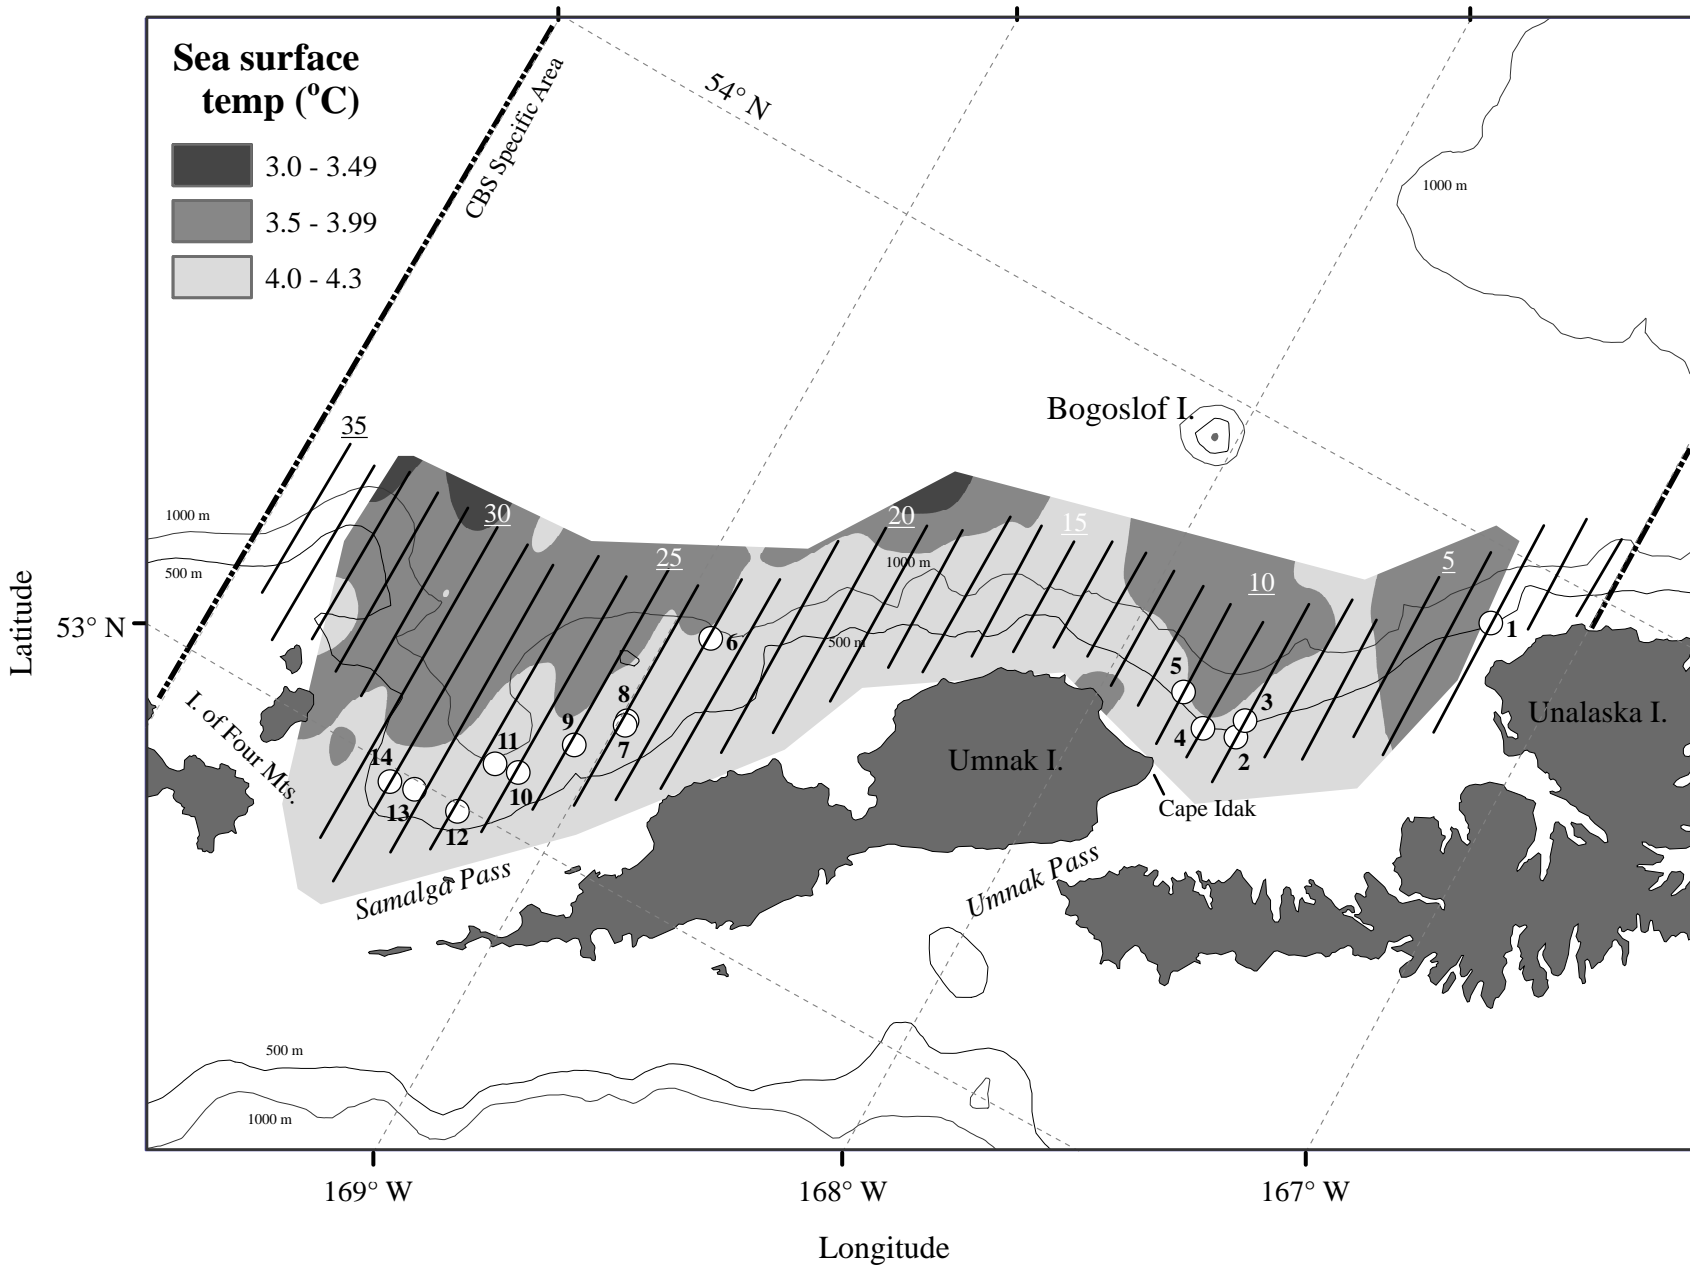 Sea surface
temp (°C)
3.0 - 3.49
3.5 - 3.99
4.0 - 4.3
CBS Specific Area
54° N
1000 m
Bogoslof I.
35
30
25
20
15
10
5
1000 m
500 m
1000 m
500 m
53° N
Latitude
1
2
3
4
5
6
7
8
9
10
11
12
13
14
I. of Four Mts.
Umnak I.
Unalaska I.
Cape Idak
Samalga Pass
Umnak Pass
500 m
1000 m
169° W
168° W
167° W
Longitude